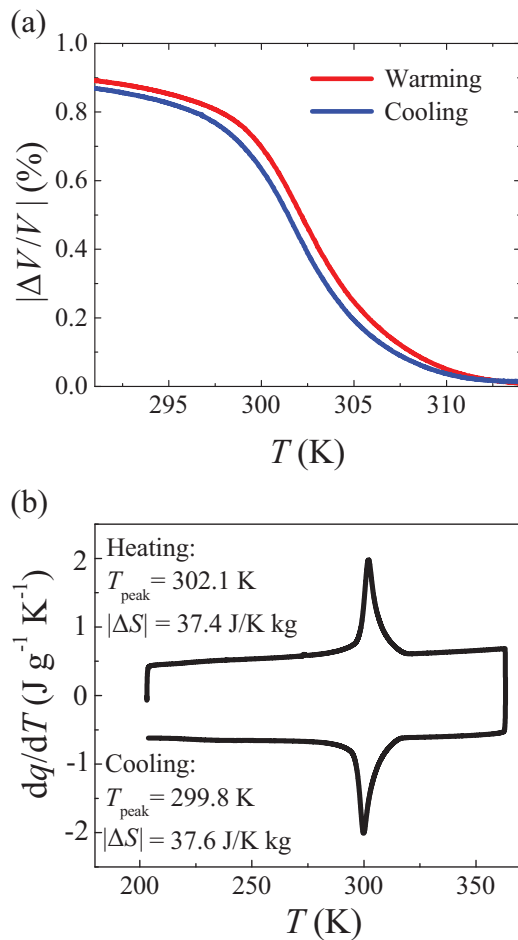 (a)
1.0
0.8
0.6
0.4
0.2
0.0
|ΔV/V| (%)
Warming
Cooling
295 300 305 310
T (K)
(b)
2
1
0
-1
-2
dq/dT (J g⁻¹ K⁻¹)
Heating:
T_peak = 302.1 K
|ΔS| = 37.4 J/K kg
Cooling:
T_peak = 299.8 K
|ΔS| = 37.6 J/K kg
200 250 300 350
T (K)